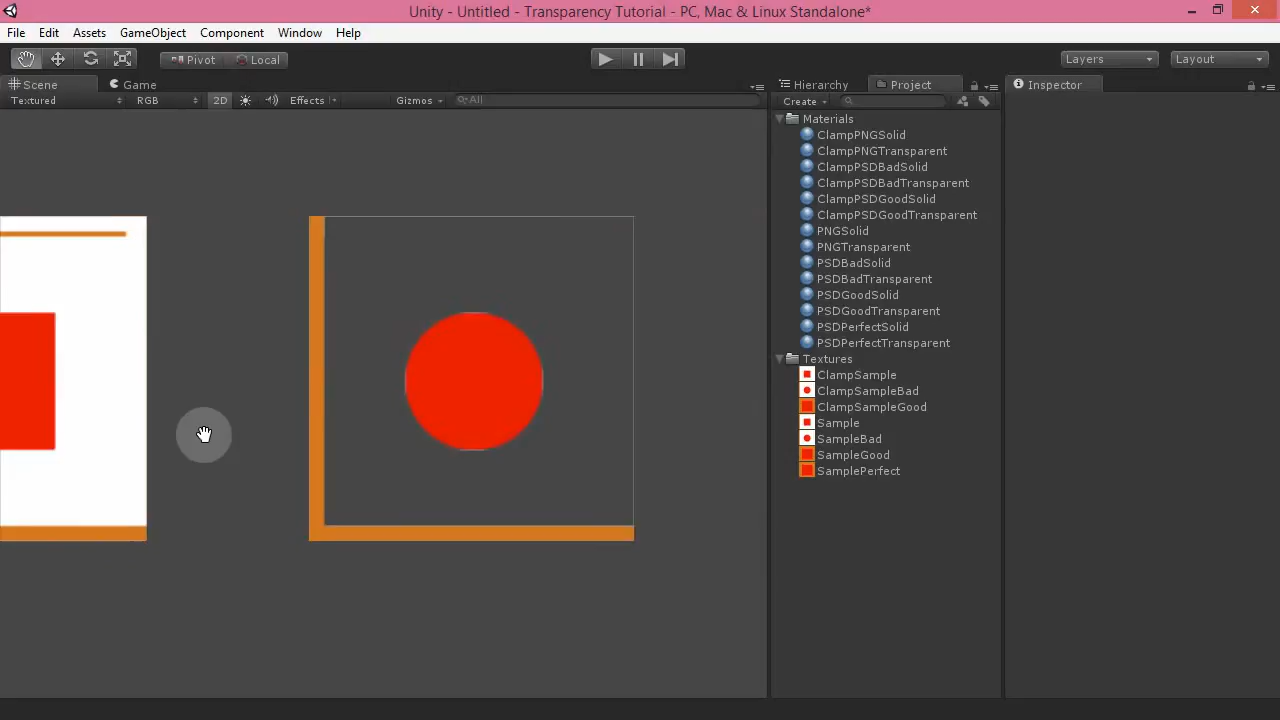 Unity - Untitled - Transparency Tutorial - PC, Mac & Linux Standalone*
File Edit Assets GameObject Component Window Help
Pivot Local Layers Layout
Scene Game Hierarchy Project Inspector
Textured RGB 2D Effects Gizmos All Create
Materials
ClampPNGSolid
ClampPNGTransparent
ClampPSDBadSolid
ClampPSDBadTransparent
ClampPSDGoodSolid
ClampPSDGoodTransparent
PNGSolid
PNGTransparent
PSDBadSolid
PSDBadTransparent
PSDGoodSolid
PSDGoodTransparent
PSDPerfectSolid
PSDPerfectTransparent
Textures
ClampSample
ClampSampleBad
ClampSampleGood
Sample
SampleBad
SampleGood
SamplePerfect